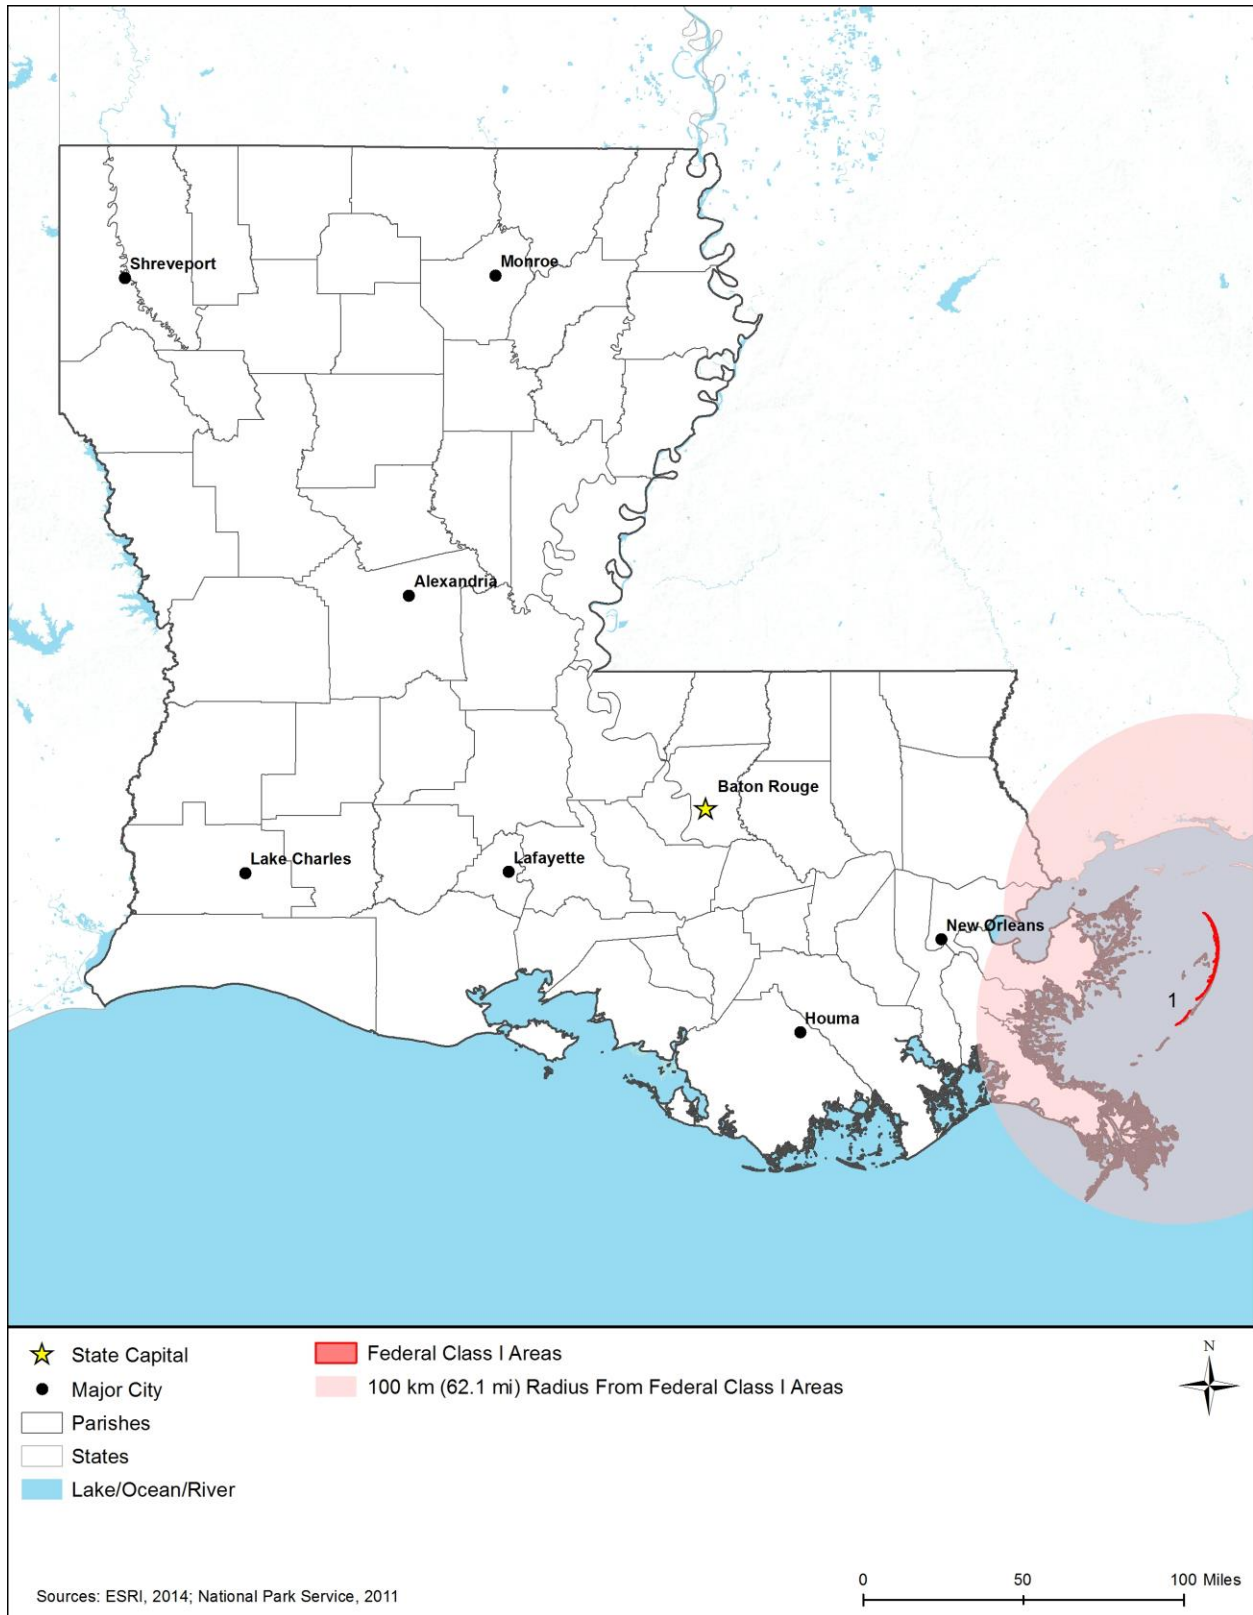 Shreveport
Monroe
Alexandria
Baton Rouge
Lake Charles
Lafayette
New Orleans
1
Houma
State Capital
Major City
Parishes
States
Lake/Ocean/River
Federal Class I Areas
100 km (62.1 mi) Radius From Federal Class I Areas
N
Sources: ESRI, 2014; National Park Service, 2011
0 50 100 Miles